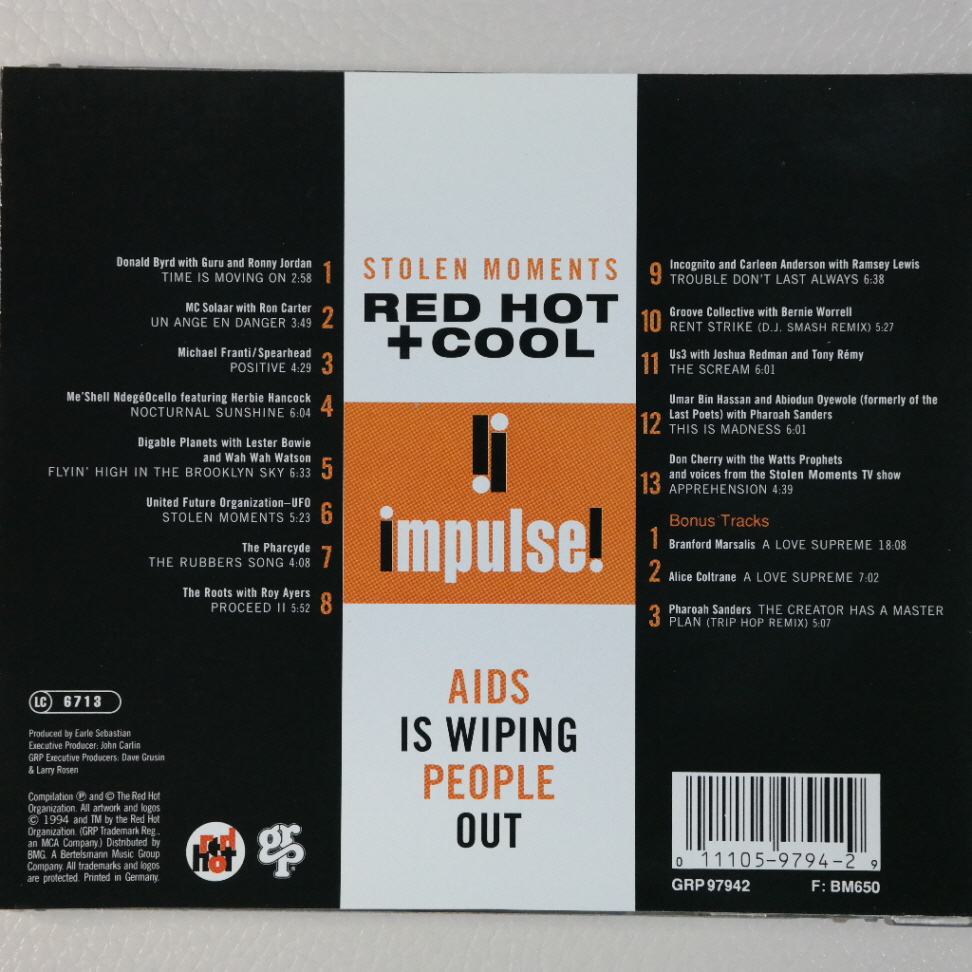 Donald Byrd with Guru and Ronny Jordan
TIME IS MOVING ON 2:58 1
MC Solaar with Ron Carter
UN ANGE EN DANGER 3:49 2
Michael Franti/Spearhead
POSITIVE 4:29 3
Me'Shell NdegéOcello featuring Herbie Hancock
NOCTURNAL SUNSHINE 6:04 4
Digable Planets with Lester Bowie
and Wah Wah Watson
FLYIN' HIGH IN THE BROOKLYN SKY 6:33 5
United Future Organization–UFO
STOLEN MOMENTS 5:23 6
The Pharcyde
THE RUBBERS SONG 4:08 7
The Roots with Roy Ayers
PROCEED II 5:52 8
LC 6713
Produced by Earle Sebastian
Executive Producer: John Carlin
GRP Executive Producers: Dave Grusin
& Larry Rosen
Compilation ℗ and © The Red Hot
Organization. All artwork and logos
© 1994 and TM by the Red Hot
Organization. (GRP Trademark Reg.,
an MCA Company.) Distributed by
BMG. A Bertelsmann Music Group
Company. All trademarks and logos
are protected. Printed in Germany.
red
hot
grp
STOLEN MOMENTS
RED HOT
+COOL
impulse!
AIDS
IS WIPING
PEOPLE
OUT
9 Incognito and Carleen Anderson with Ramsey Lewis
TROUBLE DON'T LAST ALWAYS 6:38
10 Groove Collective with Bernie Worrell
RENT STRIKE (D.J. SMASH REMIX) 5:27
11 Us3 with Joshua Redman and Tony Rémy
THE SCREAM 6:01
Umar Bin Hassan and Abiodun Oyewole (formerly of the
12 Last Poets) with Pharoah Sanders
THIS IS MADNESS 6:01
Don Cherry with the Watts Prophets
13 and voices from the Stolen Moments TV show
APPREHENSION 4:39
Bonus Tracks
1 Branford Marsalis A LOVE SUPREME 18:08
2 Alice Coltrane A LOVE SUPREME 7:02
3 Pharoah Sanders THE CREATOR HAS A MASTER
PLAN (TRIP HOP REMIX) 5:07
0 11105-9794-2 9
GRP 97942 F: BM650